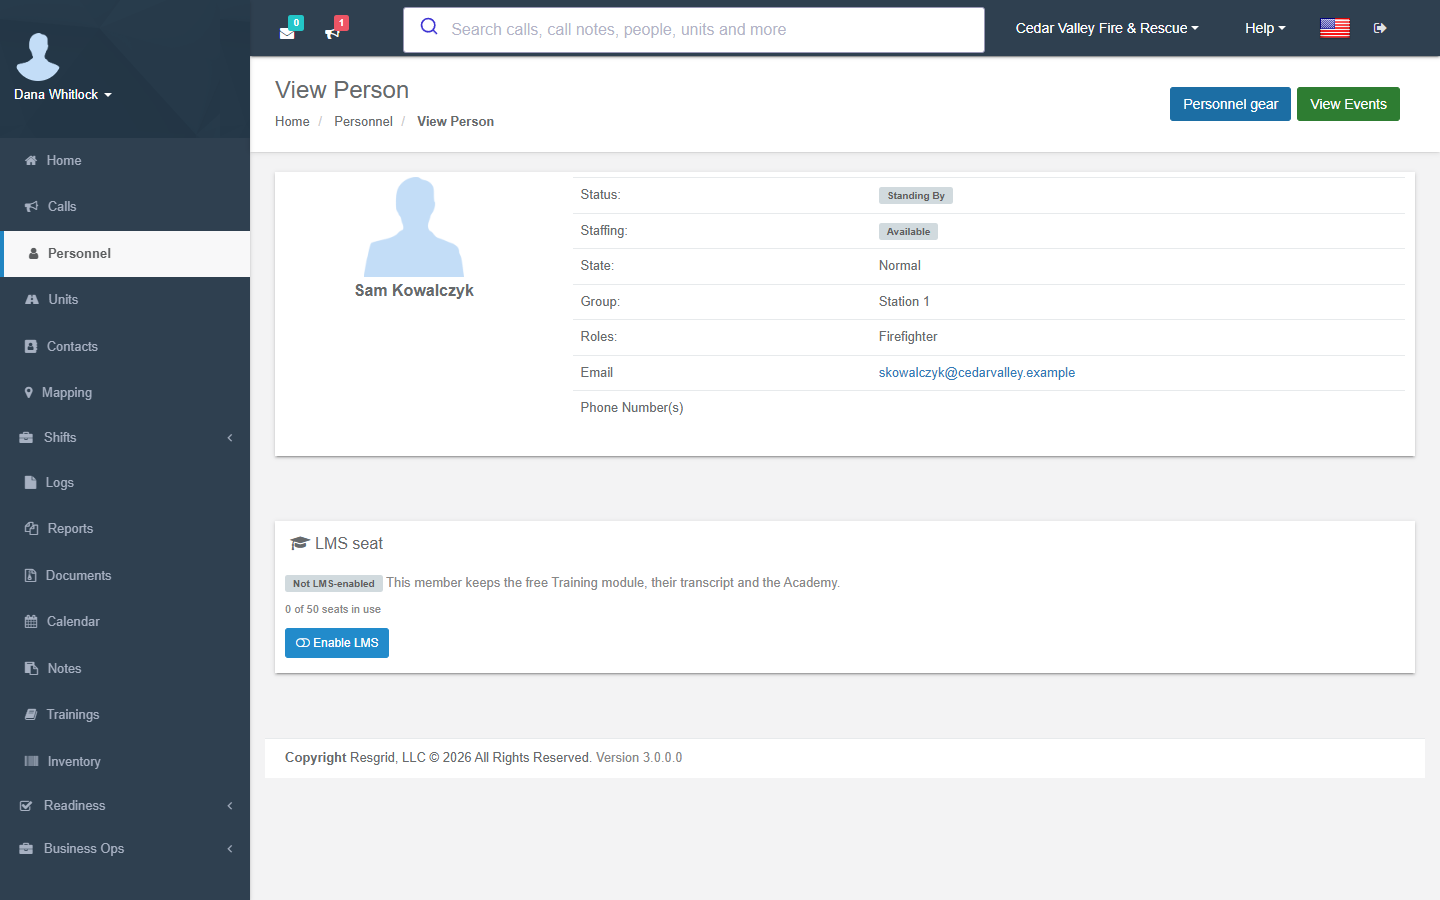 Dana Whitlock
Home
Calls
Personnel
Units
Contacts
Mapping
Shifts
Logs
Reports
Documents
Calendar
Notes
Trainings
Inventory
Readiness
Business Ops
0
1
Search calls, call notes, people, units and more
Cedar Valley Fire & Rescue
Help
View Person
Home / Personnel / View Person
Personnel gear
View Events
Sam Kowalczyk
Status: Standing By
Staffing: Available
State: Normal
Group: Station 1
Roles: Firefighter
Email skowalczyk@cedarvalley.example
Phone Number(s)
LMS seat
Not LMS-enabled This member keeps the free Training module, their transcript and the Academy.
0 of 50 seats in use
Enable LMS
Copyright Resgrid, LLC © 2026 All Rights Reserved. Version 3.0.0.0